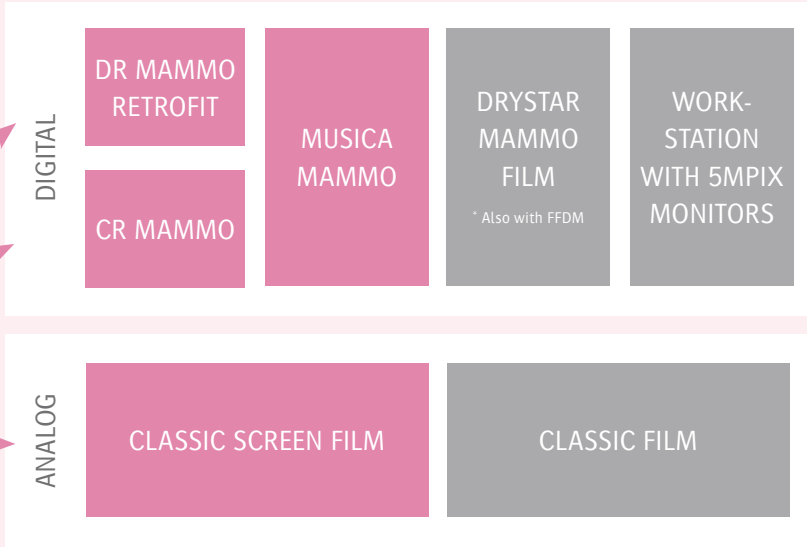 DIGITAL
DR MAMMO
RETROFIT
CR MAMMO
MUSICA
MAMMO
DRYSTAR
MAMMO
FILM
* Also with FFDM
WORK-
STATION
WITH 5MPIX
MONITORS
ANALOG
CLASSIC SCREEN FILM
CLASSIC FILM